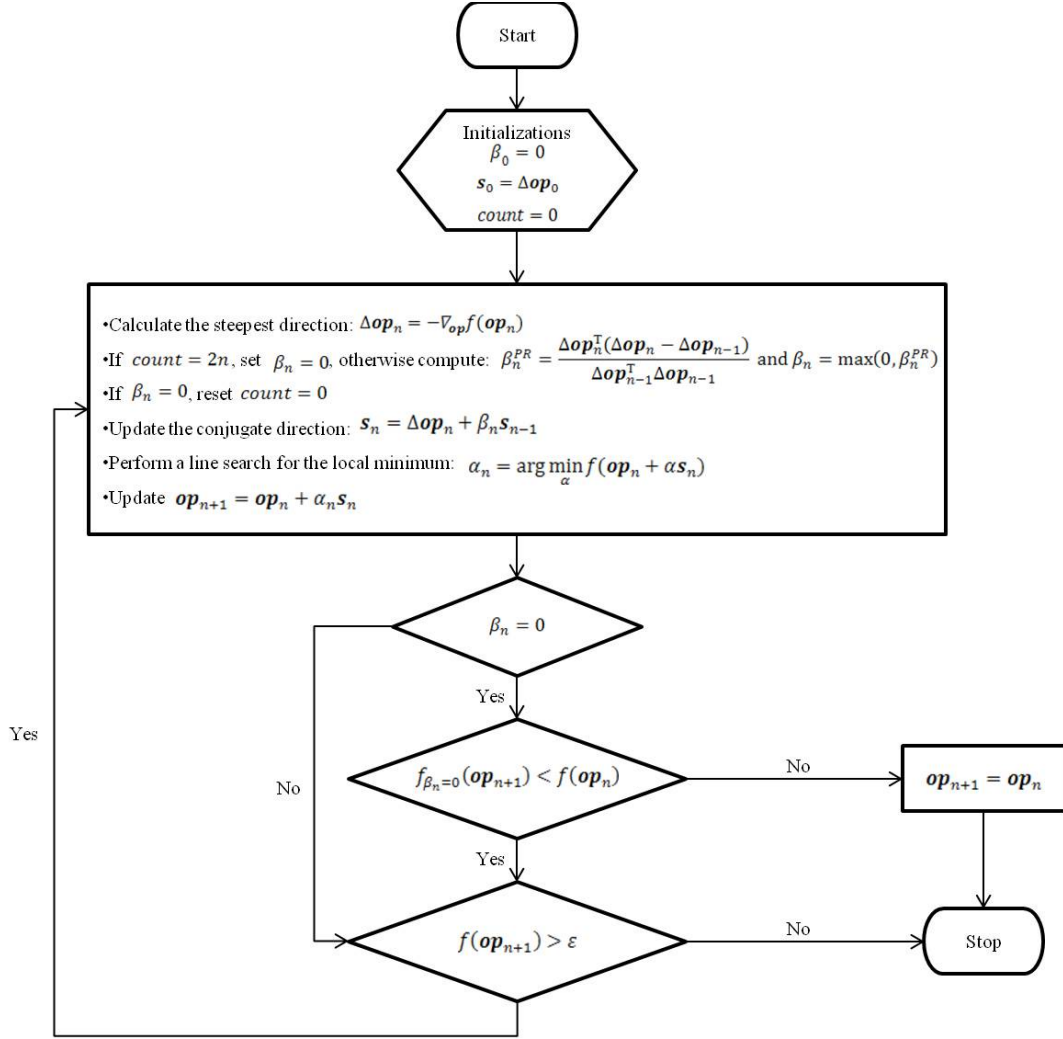 Start
Initializations
β₀ = 0
s₀ = Δop₀
count = 0
•Calculate the steepest direction: Δopₙ = −∇ₒₚf(opₙ)
•If count = 2n, set βₙ = 0, otherwise compute: βₙᴾᴿ = Δopₙᵀ(Δopₙ − Δopₙ₋₁) / Δopₙ₋₁ᵀΔopₙ₋₁ and βₙ = max(0, βₙᴾᴿ)
•If βₙ = 0, reset count = 0
•Update the conjugate direction: sₙ = Δopₙ + βₙsₙ₋₁
•Perform a line search for the local minimum: αₙ = arg min_α f(opₙ + αsₙ)
•Update opₙ₊₁ = opₙ + αₙsₙ
βₙ = 0
Yes
No
f_{βₙ=0}(opₙ₊₁) < f(opₙ)
No
opₙ₊₁ = opₙ
Yes
f(opₙ₊₁) > ε
No
Stop
Yes